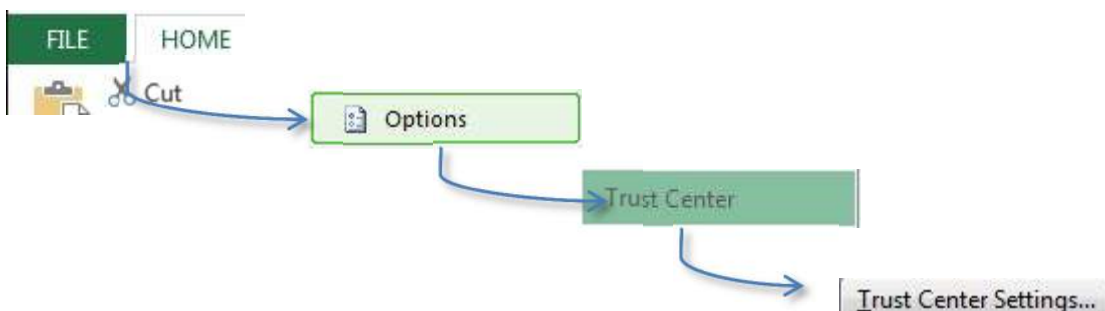 FILE HOME
Cut
Options
Trust Center
Trust Center Settings...